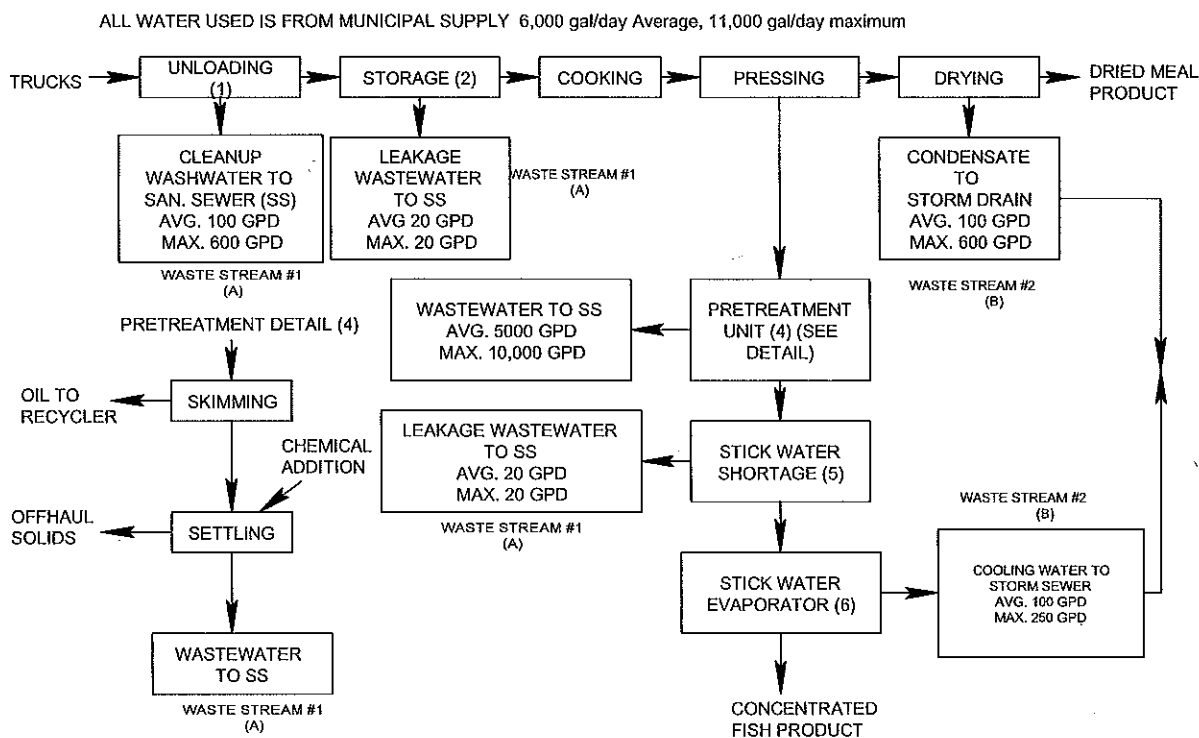 ALL WATER USED IS FROM MUNICIPAL SUPPLY 6,000 gal/day Average, 11,000 gal/day maximum
TRUCKS
UNLOADING
(1)
STORAGE (2)
COOKING
PRESSING
DRYING
DRIED MEAL
PRODUCT
CLEANUP
WASHWATER TO
SAN. SEWER (SS)
AVG. 100 GPD
MAX. 600 GPD
WASTE STREAM #1
(A)
LEAKAGE
WASTEWATER
TO SS
AVG 20 GPD
MAX. 20 GPD
WASTE STREAM #1
(A)
CONDENSATE
TO
STORM DRAIN
AVG. 100 GPD
MAX. 600 GPD
WASTE STREAM #2
(B)
PRETREATMENT DETAIL (4)
WASTEWATER TO SS
AVG. 5000 GPD
MAX. 10,000 GPD
PRETREATMENT
UNIT (4) (SEE
DETAIL)
OIL TO
RECYCLER
SKIMMING
CHEMICAL
ADDITION
LEAKAGE WASTEWATER
TO SS
AVG. 20 GPD
MAX. 20 GPD
WASTE STREAM #1
(A)
STICK WATER
SHORTAGE (5)
OFFHAUL
SOLIDS
SETTLING
WASTE STREAM #2
(B)
STICK WATER
EVAPORATOR (6)
COOLING WATER TO
STORM SEWER
AVG. 100 GPD
MAX. 250 GPD
WASTEWATER
TO SS
WASTE STREAM #1
(A)
CONCENTRATED
FISH PRODUCT